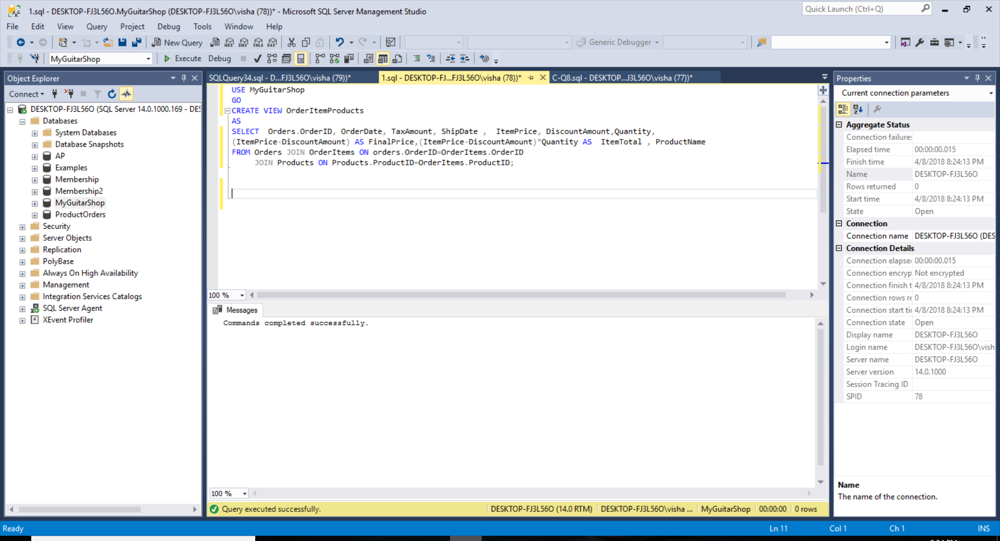 1.sql - DESKTOP-FJ3L56O.MyGuitarShop (DESKTOP-FJ3L56O\visha (78))* - Microsoft SQL Server Management Studio
Quick Launch (Ctrl+Q)
File Edit View Query Project Debug Tools Window Help
New Query MDX DMX XMLA DAX Generic Debugger
MyGuitarShop Execute Debug
Object Explorer
Connect
DESKTOP-FJ3L56O (SQL Server 14.0.1000.169 - DES
Databases
System Databases
Database Snapshots
AP
Examples
Membership
Membership2
MyGuitarShop
ProductOrders
Security
Server Objects
Replication
PolyBase
Always On High Availability
Management
Integration Services Catalogs
SQL Server Agent
XEvent Profiler
SQLQuery34.sql - D...FJ3L56O\visha (79))* 1.sql - DESKTOP-FJ...FJ3L56O\visha (78))* C-Q8.sql - DESKTOP...J3L56O\visha (77))*
USE MyGuitarShop
GO
CREATE VIEW OrderItemProducts
AS
SELECT  Orders.OrderID, OrderDate, TaxAmount, ShipDate ,  ItemPrice, DiscountAmount,Quantity,
(ItemPrice-DiscountAmount) AS FinalPrice,(ItemPrice-DiscountAmount)*Quantity AS  ItemTotal , ProductName
FROM Orders JOIN OrderItems ON orders.OrderID=OrderItems.OrderID
JOIN Products ON Products.ProductID=OrderItems.ProductID;
100 %
Messages
Commands completed successfully.
100 %
Query executed successfully. DESKTOP-FJ3L56O (14.0 RTM) DESKTOP-FJ3L56O\visha ... MyGuitarShop 00:00:00 0 rows
Properties
Current connection parameters
Aggregate Status
Connection failures
Elapsed time 00:00:00.015
Finish time 4/8/2018 8:24:13 PM
Name DESKTOP-FJ3L56O
Rows returned 0
Start time 4/8/2018 8:24:13 PM
State Open
Connection
Connection name DESKTOP-FJ3L56O (DES
Connection Details
Connection elapse 00:00:00.015
Connection encryp Not encrypted
Connection finish t 4/8/2018 8:24:13 PM
Connection rows re 0
Connection start ti 4/8/2018 8:24:13 PM
Connection state Open
Display name DESKTOP-FJ3L56O
Login name DESKTOP-FJ3L56O\vish
Server name DESKTOP-FJ3L56O
Server version 14.0.1000
Session Tracing ID
SPID 78
Name
The name of the connection.
Ready Ln 11 Col 1 Ch 1 INS